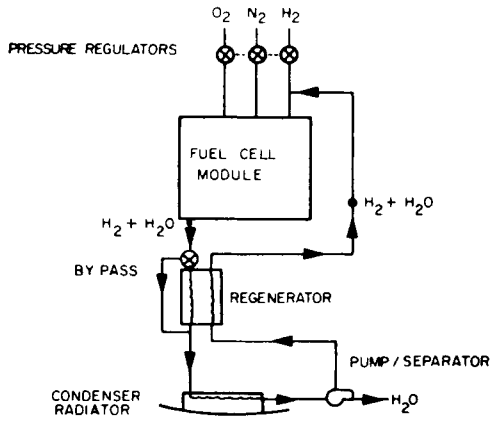 O2 N2 H2
PRESSURE REGULATORS
FUEL CELL
MODULE
H2 + H2O
H2 + H2O
BY PASS
REGENERATOR
PUMP / SEPARATOR
CONDENSER
RADIATOR
H2O